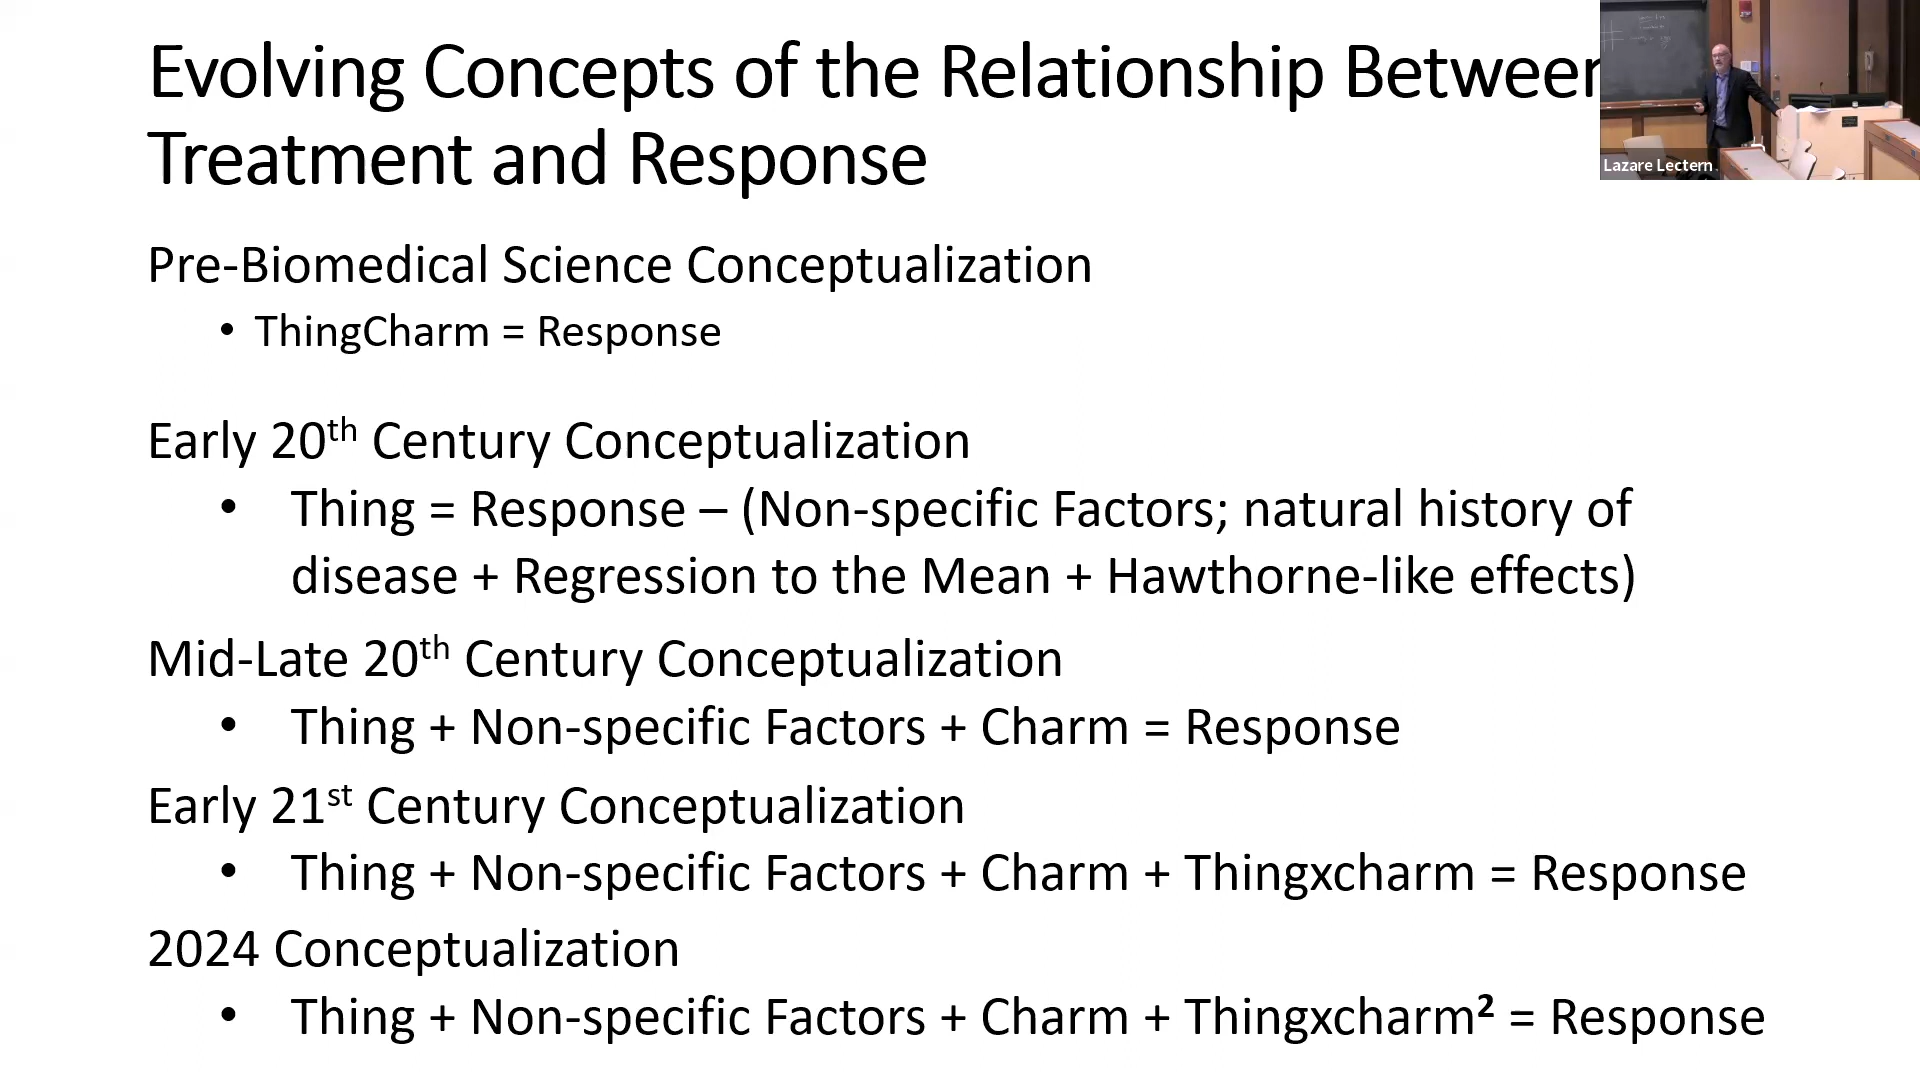 Evolving Concepts of the Relationship Between
Treatment and Response
Lazare Lectern
Pre-Biomedical Science Conceptualization
• ThingCharm = Response
Early 20th Century Conceptualization
• Thing = Response – (Non-specific Factors; natural history of
disease + Regression to the Mean + Hawthorne-like effects)
Mid-Late 20th Century Conceptualization
• Thing + Non-specific Factors + Charm = Response
Early 21st Century Conceptualization
• Thing + Non-specific Factors + Charm + Thingxcharm = Response
2024 Conceptualization
• Thing + Non-specific Factors + Charm + Thingxcharm² = Response